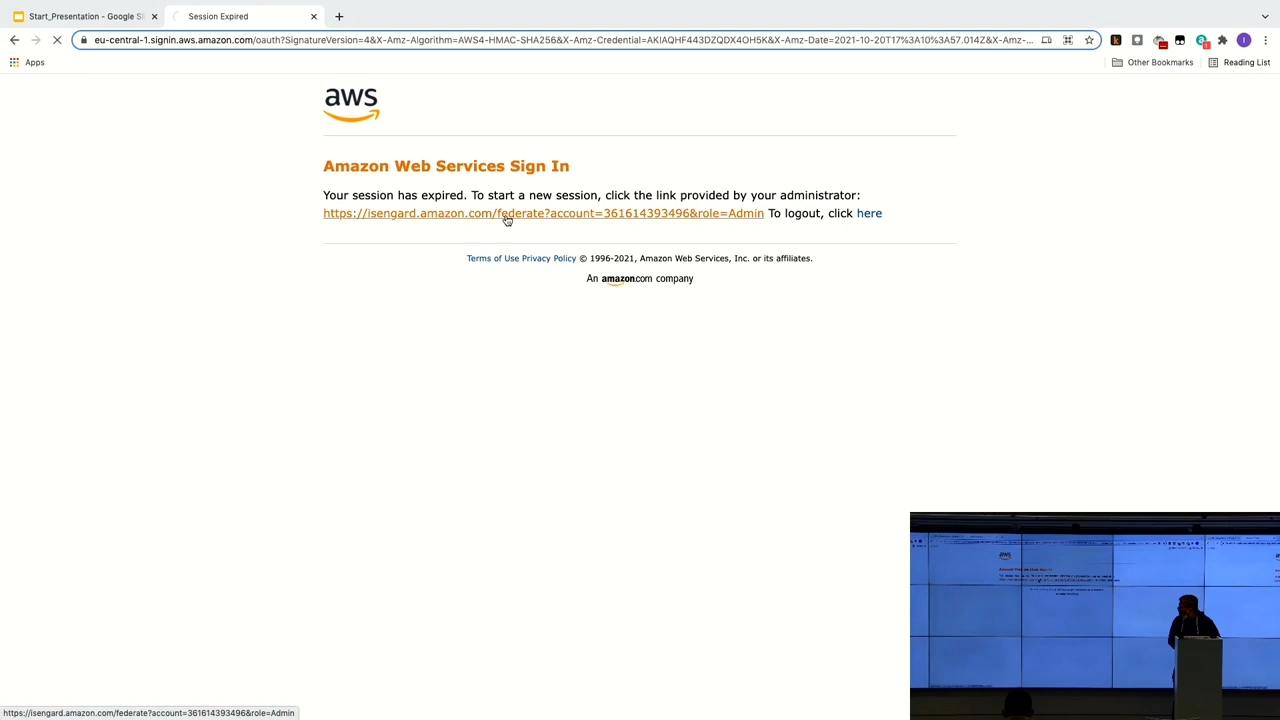 Start_Presentation - Google Sl
Session Expired
eu-central-1.signin.aws.amazon.com/oauth?SignatureVersion=4&X-Amz-Algorithm=AWS4-HMAC-SHA256&X-Amz-Credential=AKIAQHF443DZQDX4OH5K&X-Amz-Date=2021-10-20T17%3A10%3A57.014Z&X-Amz-...
I
Apps
Other Bookmarks
Reading List
aws
Amazon Web Services Sign In
Your session has expired. To start a new session, click the link provided by your administrator:
https://isengard.amazon.com/federate?account=361614393496&role=Admin To logout, click here
Terms of Use Privacy Policy © 1996-2021, Amazon Web Services, Inc. or its affiliates.
An amazon.com company
aws
https://isengard.amazon.com/federate?account=361614393496&role=Admin